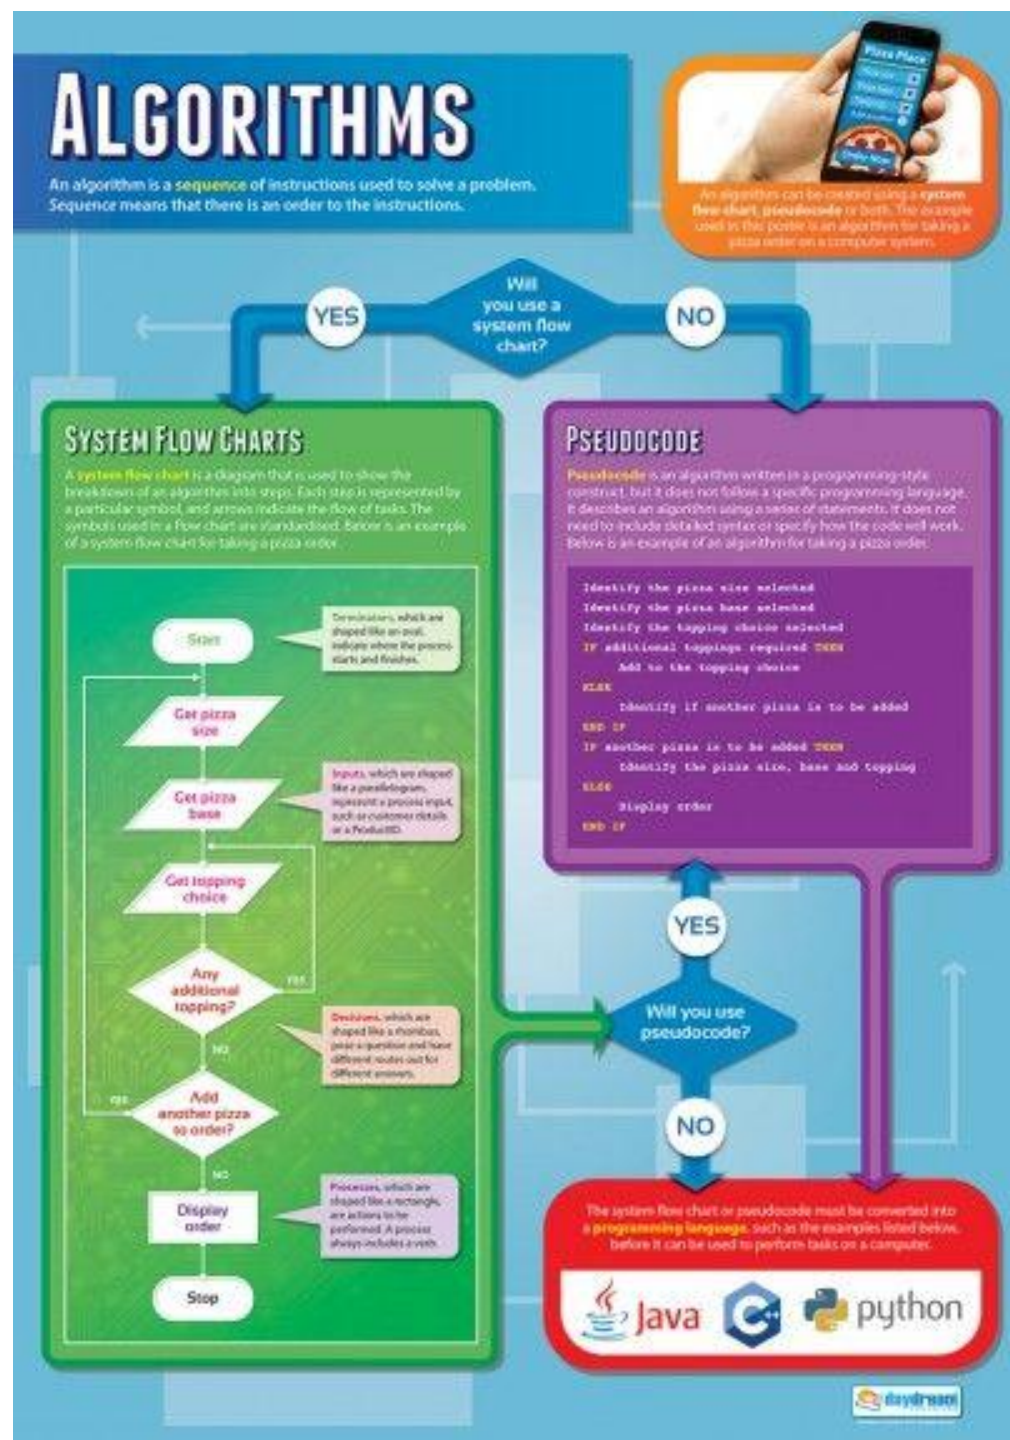 ALGORITHMS
An algorithm is a sequence of instructions used to solve a problem.
Sequence means that there is an order to the instructions.
Pizza Place
Order Now
An algorithm can be created using a system
flow chart, pseudocode or both. The example
used in this poster is an algorithm for taking a
pizza order on a computer system.
Will
you use a
system flow
chart?
YES
NO
SYSTEM FLOW CHARTS
A system flow chart is a diagram that is used to show the
breakdown of an algorithm into steps. Each step is represented by
a particular symbol, and arrows indicate the flow of tasks. The
symbols used in a flow chart are standardised. Below is an example
of a system flow chart for taking a pizza order.
Start
Terminators, which are
shaped like an oval,
indicate where the process
starts and finishes.
Get pizza
size
Get pizza
base
Inputs, which are shaped
like a parallelogram,
represent a process input,
such as customer details
or a ProductID.
Get topping
choice
Any
additional
topping?
YES
NO
Decisions, which are
shaped like a rhombus,
pose a question and have
different routes out for
different answers.
Add
another pizza
to order?
YES
NO
Display
order
Processes, which are
shaped like a rectangle,
are actions to be
performed. A process
always includes a verb.
Stop
PSEUDOCODE
Pseudocode is an algorithm written in a programming-style
construct, but it does not follow a specific programming language.
It describes an algorithm using a series of statements. It does not
need to include detailed syntax or specify how the code will work.
Below is an example of an algorithm for taking a pizza order.
Identify the pizza size selected
Identify the pizza base selected
Identify the topping choice selected
IF additional toppings required THEN
Add to the topping choice
ELSE
Identify if another pizza is to be added
END IF
IF another pizza is to be added THEN
Identify the pizza size, base and topping
ELSE
Display order
END IF
YES
Will you use
pseudocode?
NO
The system flow chart or pseudocode must be converted into
a programming language, such as the examples listed below,
before it can be used to perform tasks on a computer.
Java
C++
python
daydream